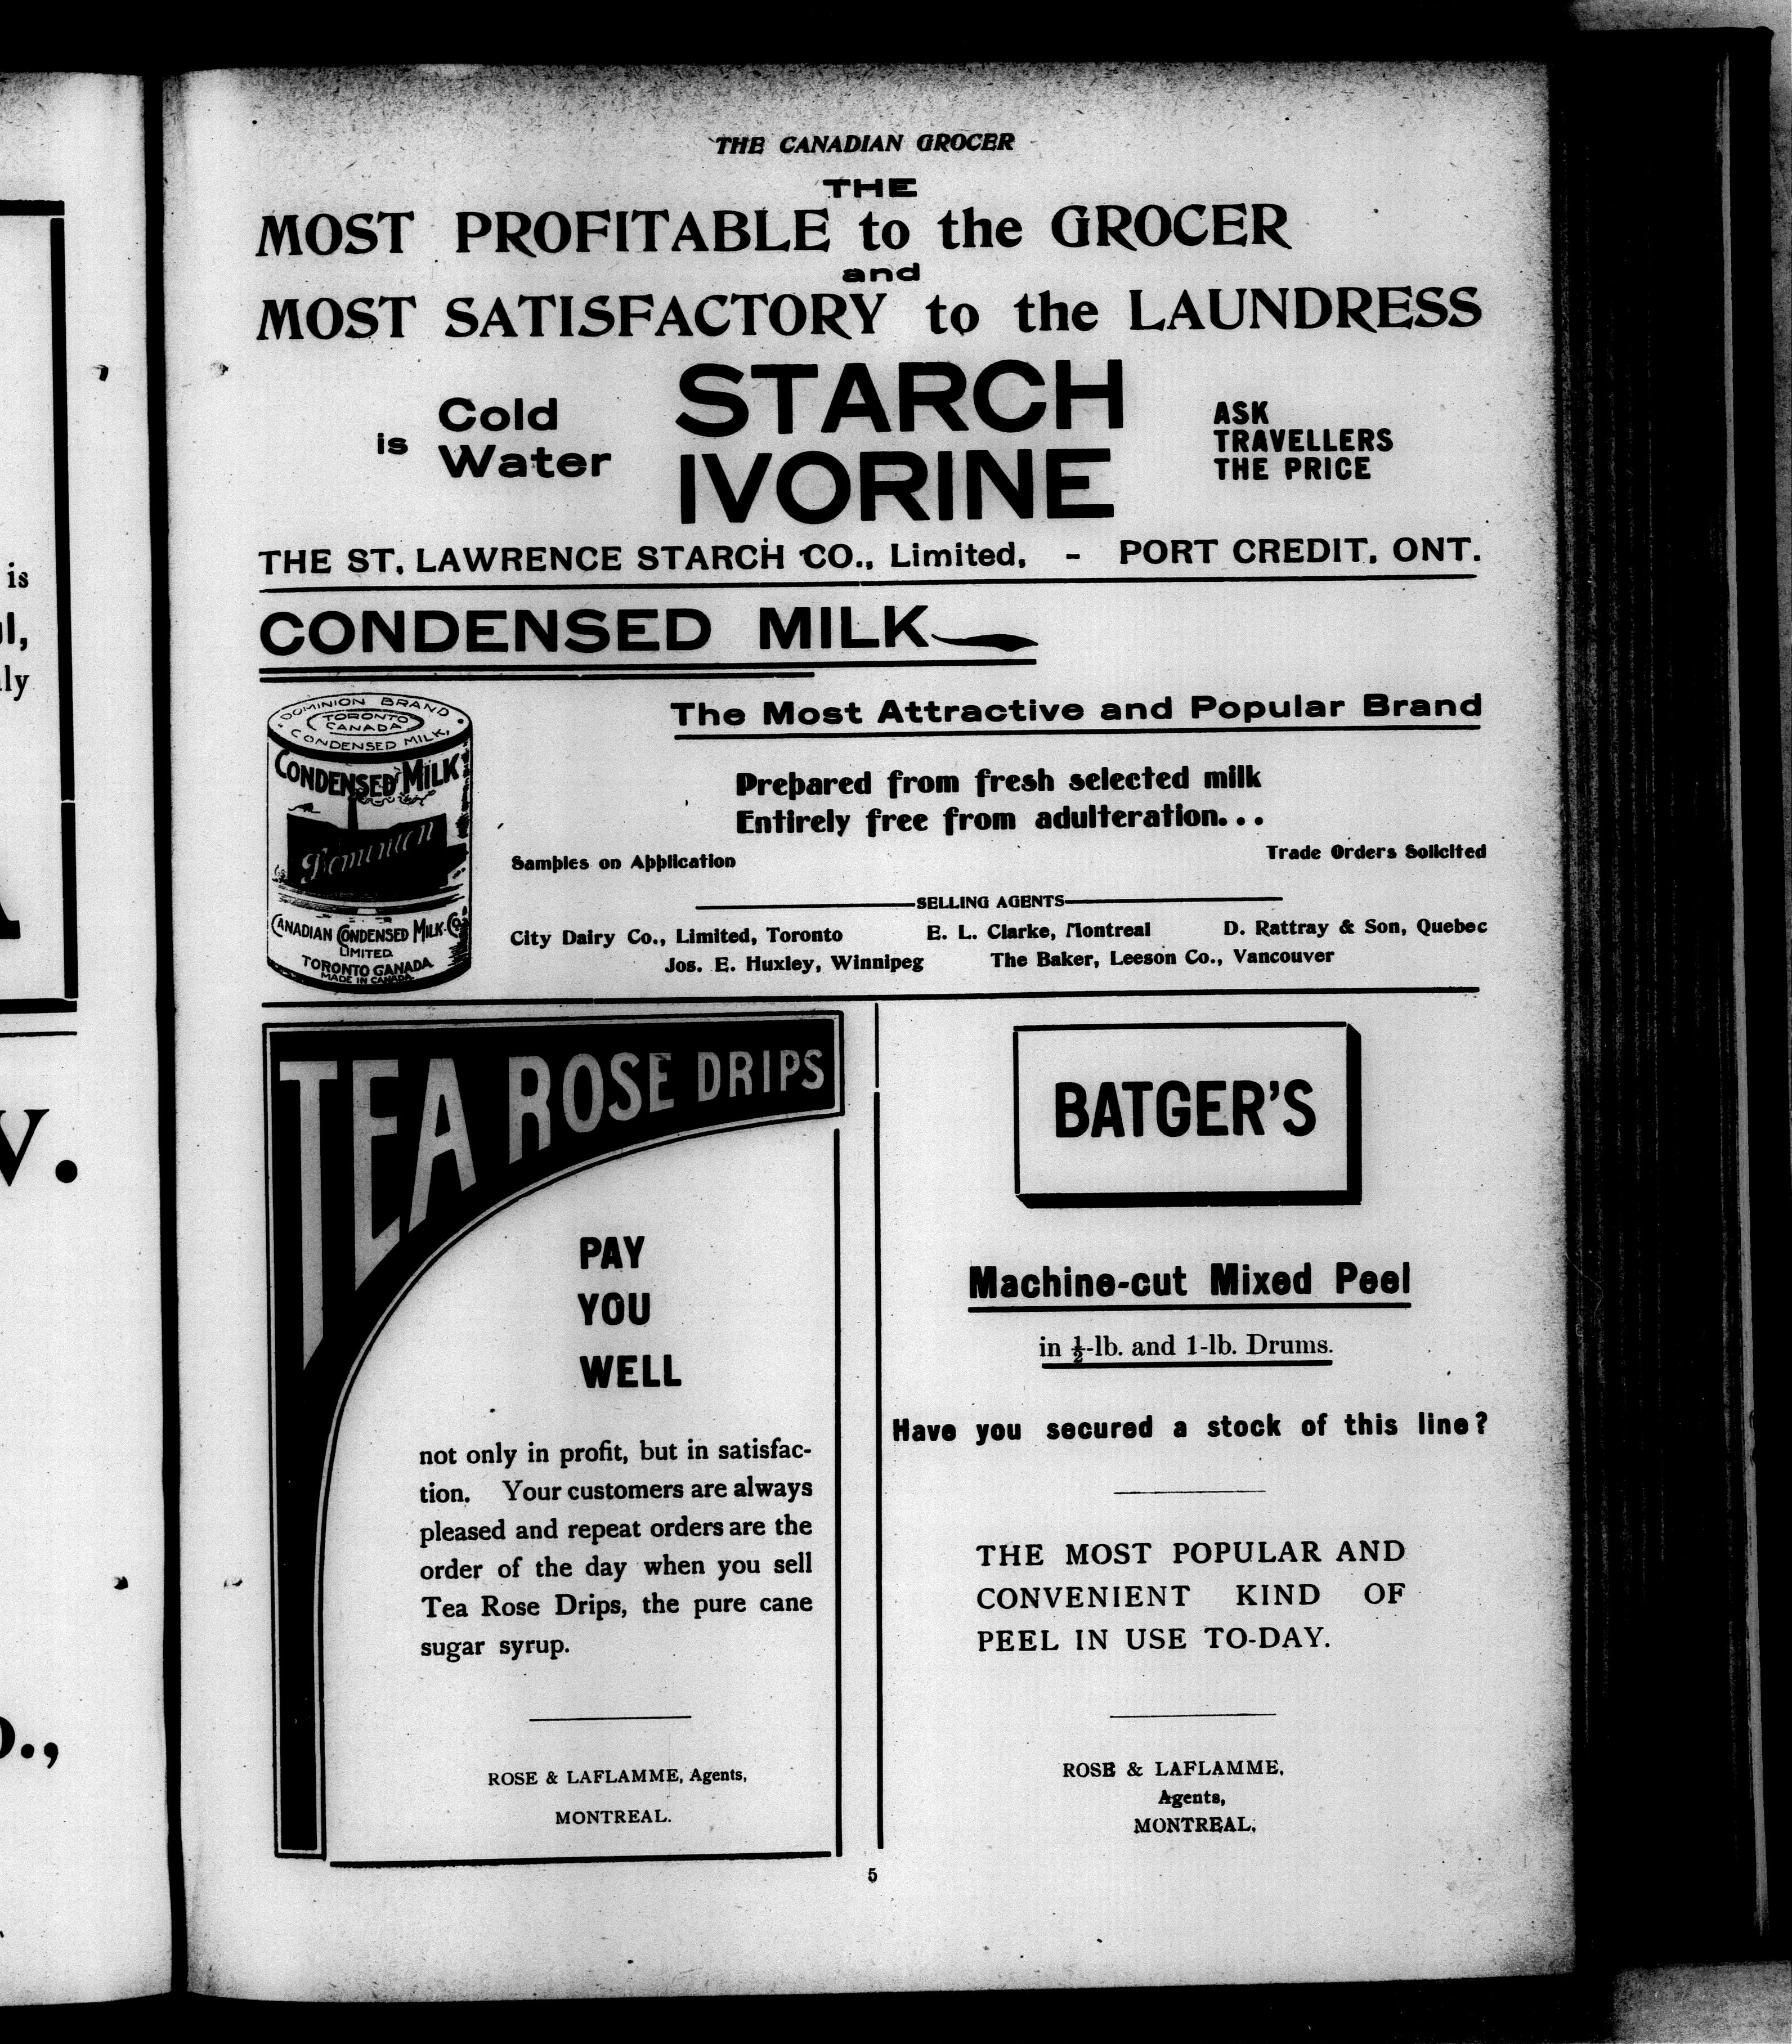 is
ly
THE CANADIAN GROCER
THE
MOST PROFITABLE to the GROCER
and
MOST SATISFACTORY to the LAUNDRESS
is Cold Water
STARCH
IVORINE
ASK
TRAVELLERS
THE PRICE
THE ST. LAWRENCE STARCH CO., Limited, - PORT CREDIT, ONT.
CONDENSED MILK
DOMINION BRAND
TORONTO
CANADA
CONDENSED MILK
CONDENSED MILK
Dominion
CANADIAN CONDENSED MILK CO.
LIMITED
TORONTO CANADA
MADE IN CANADA
The Most Attractive and Popular Brand
Prepared from fresh selected milk
Entirely free from adulteration...
Samples on Application Trade Orders Solicited
SELLING AGENTS
City Dairy Co., Limited, Toronto E. L. Clarke, Montreal D. Rattray & Son, Quebec
Jos. E. Huxley, Winnipeg The Baker, Leeson Co., Vancouver
TEA ROSE DRIPS
PAY
YOU
WELL
not only in profit, but in satisfac-
tion. Your customers are always
pleased and repeat orders are the
order of the day when you sell
Tea Rose Drips, the pure cane
sugar syrup.
ROSE & LAFLAMME, Agents,
MONTREAL.
BATGER'S
Machine-cut Mixed Peel
in ½-lb. and 1-lb. Drums.
Have you secured a stock of this line?
THE MOST POPULAR AND
CONVENIENT KIND OF
PEEL IN USE TO-DAY.
ROSE & LAFLAMME,
Agents,
MONTREAL.
5